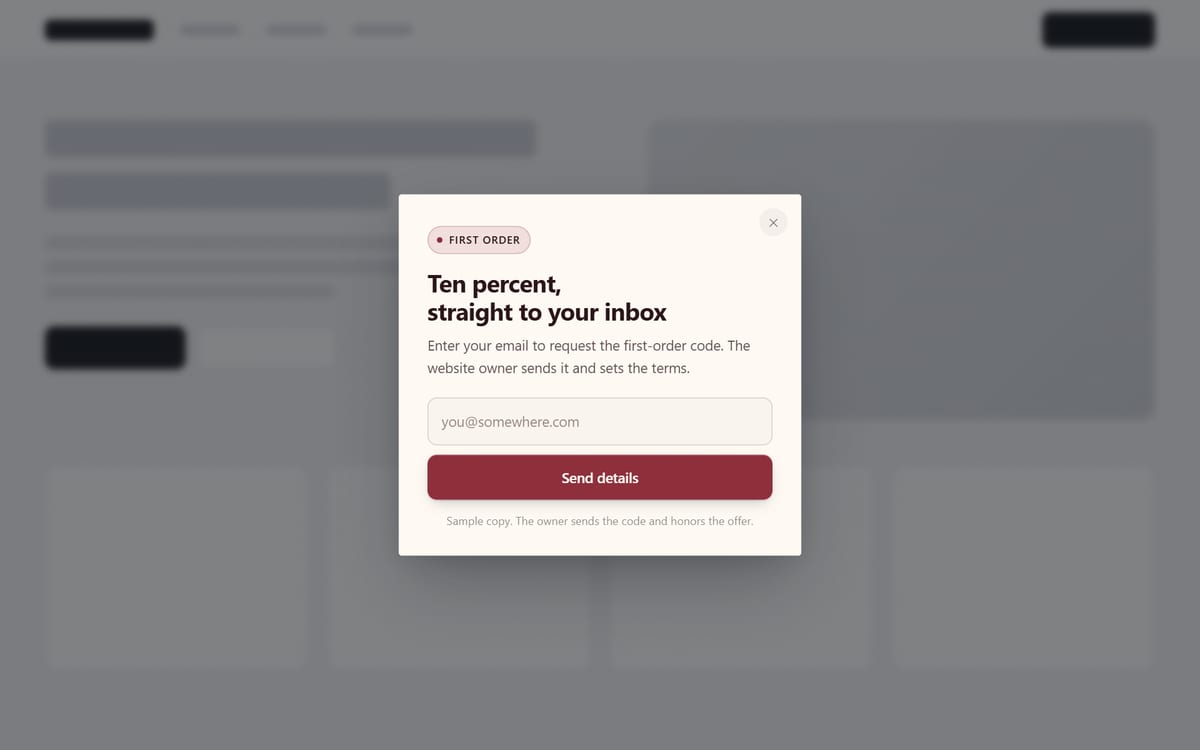 FIRST ORDER
Ten percent,
straight to your inbox
Enter your email to request the first-order code. The
website owner sends it and sets the terms.
you@somewhere.com
Send details
Sample copy. The owner sends the code and honors the offer.